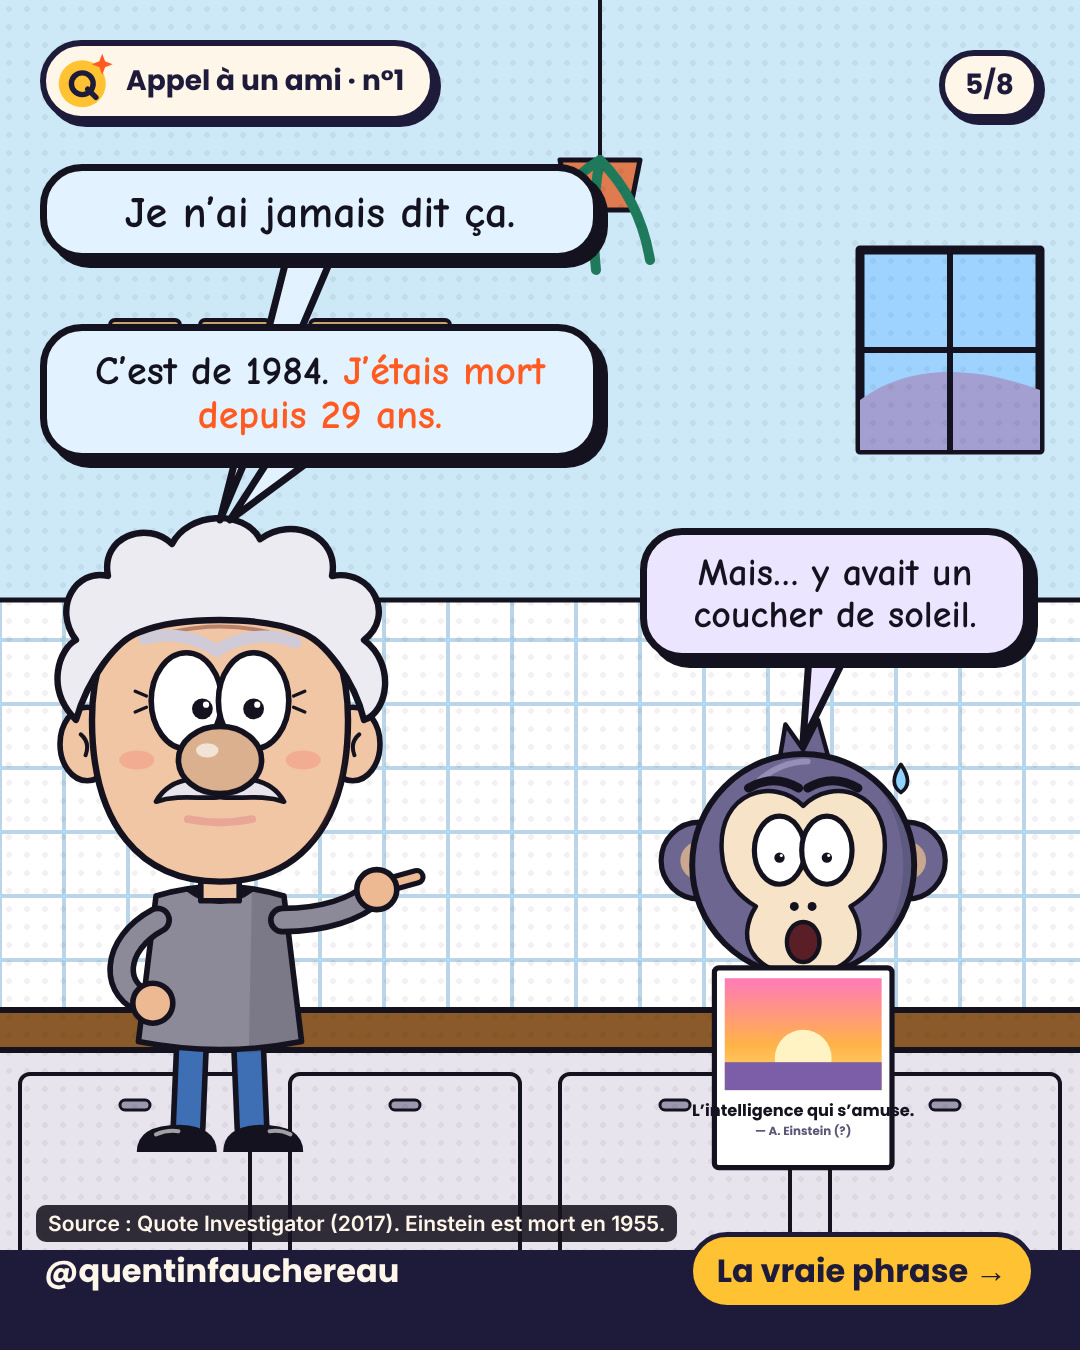 Q Appel à un ami · n°1
5/8
Je n'ai jamais dit ça.
C'est de 1984. J'étais mort
depuis 29 ans.
Mais... y avait un
coucher de soleil.
L'intelligence qui s'amuse.
— A. Einstein (?)
Source : Quote Investigator (2017). Einstein est mort en 1955.
@quentinfauchereau
La vraie phrase →